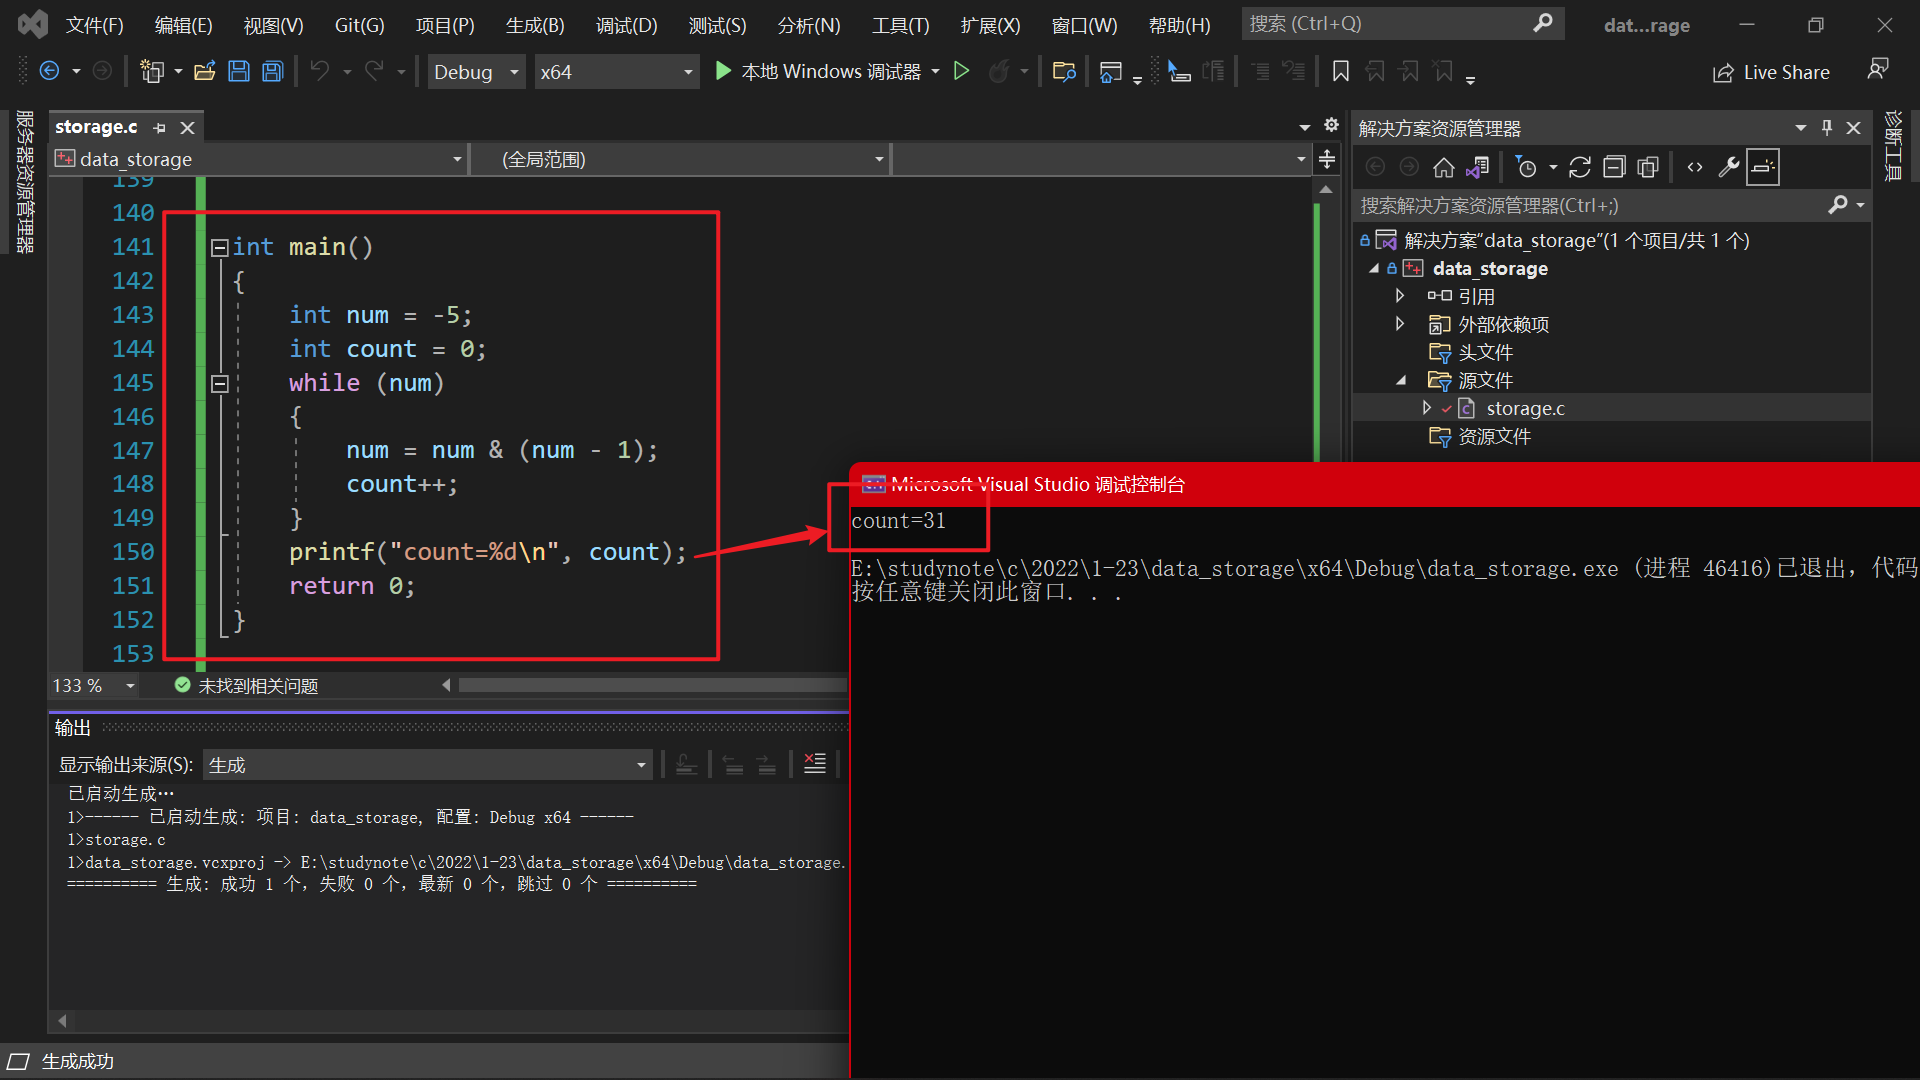 文件(F) 编辑(E) 视图(V) Git(G) 项目(P) 生成(B) 调试(D) 测试(S) 分析(N) 工具(T) 扩展(X) 窗口(W) 帮助(H) 搜索 (Ctrl+Q) dat...rage
Debug x64 本地 Windows 调试器 Live Share
服务器资源管理器
storage.c
data_storage (全局范围)
139
140
141 int main()
142 {
143 int num = -5;
144 int count = 0;
145 while (num)
146 {
147 num = num & (num - 1);
148 count++;
149 }
150 printf("count=%d\n", count);
151 return 0;
152 }
153
133 % 未找到相关问题
解决方案资源管理器
搜索解决方案资源管理器(Ctrl+;)
解决方案“data_storage”(1 个项目/共 1 个)
data_storage
引用
外部依赖项
头文件
源文件
storage.c
资源文件
诊断工具
Microsoft Visual Studio 调试控制台
count=31
E:\studynote\c\2022\1-23\data_storage\x64\Debug\data_storage.exe (进程 46416)已退出，代码
按任意键关闭此窗口. . .
输出
显示输出来源(S): 生成
已启动生成…
1>------ 已启动生成: 项目: data_storage, 配置: Debug x64 ------
1>storage.c
1>data_storage.vcxproj -> E:\studynote\c\2022\1-23\data_storage\x64\Debug\data_storage.
========== 生成: 成功 1 个，失败 0 个，最新 0 个，跳过 0 个 ==========
生成成功